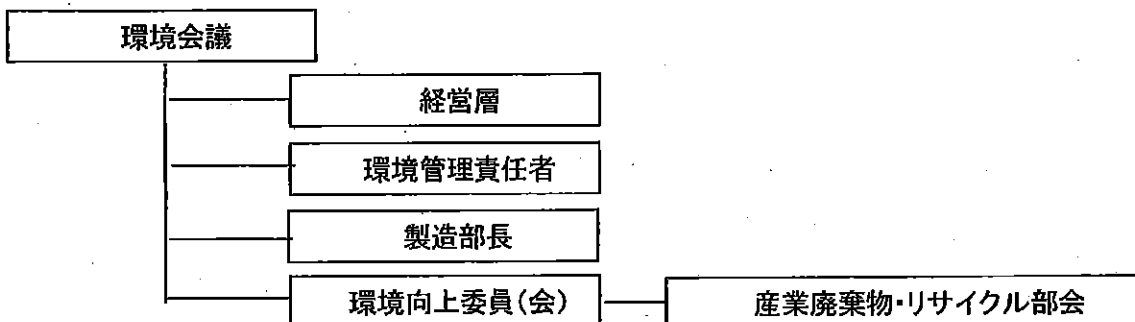 環境会議
経営層
環境管理責任者
製造部長
環境向上委員(会)
産業廃棄物・リサイクル部会